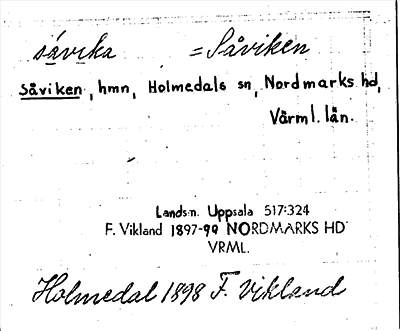 såvika = Såviken
Såviken, hmn, Holmedals sn, Nordmarks hd,
Värml. län.
Landsm. Uppsala 517:324
F. Vikland 1897-99 NORDMARKS HD
VRML.
Holmedal 1898 F. Vikland